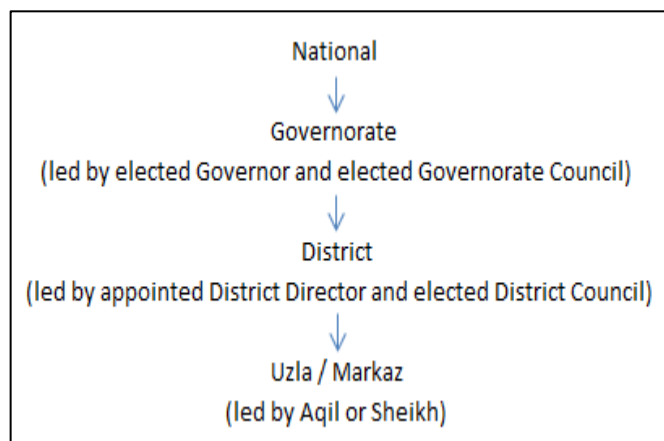 National
Governorate
(led by elected Governor and elected Governorate Council)
District
(led by appointed District Director and elected District Council)
Uzla / Markaz
(led by Aqil or Sheikh)